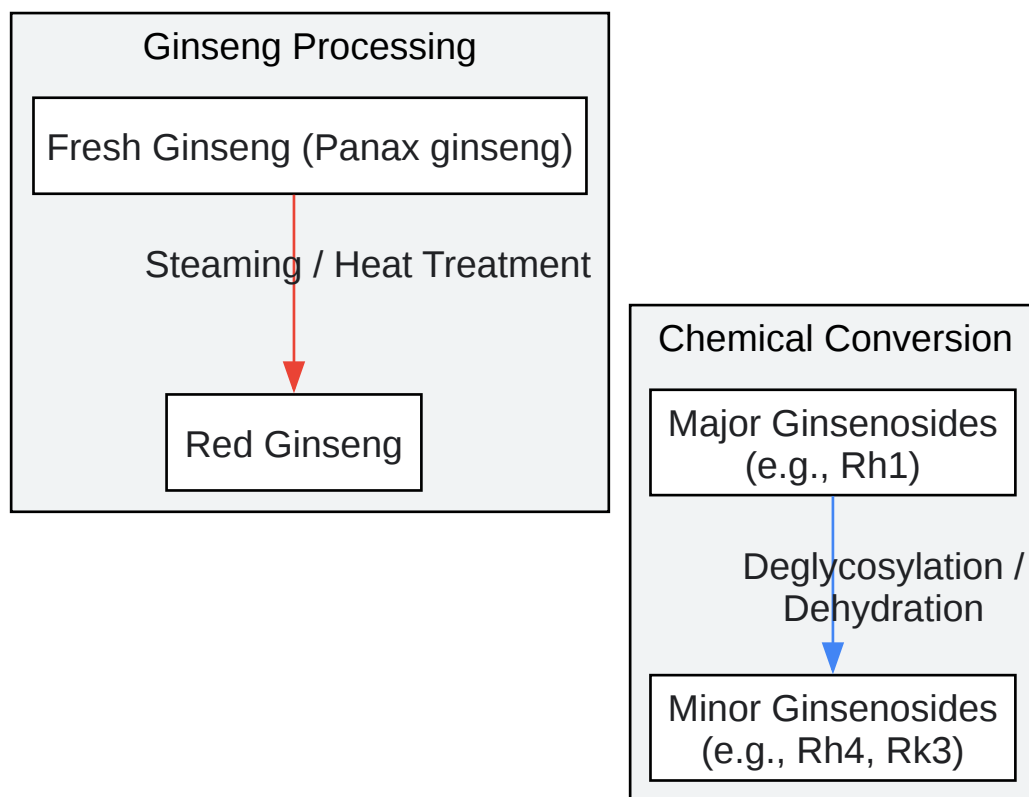 Ginseng Processing
Fresh Ginseng (Panax ginseng)
Steaming / Heat Treatment
Red Ginseng
Chemical Conversion
Major Ginsenosides
(e.g., Rh1)
Deglycosylation /
Dehydration
Minor Ginsenosides
(e.g., Rh4, Rk3)